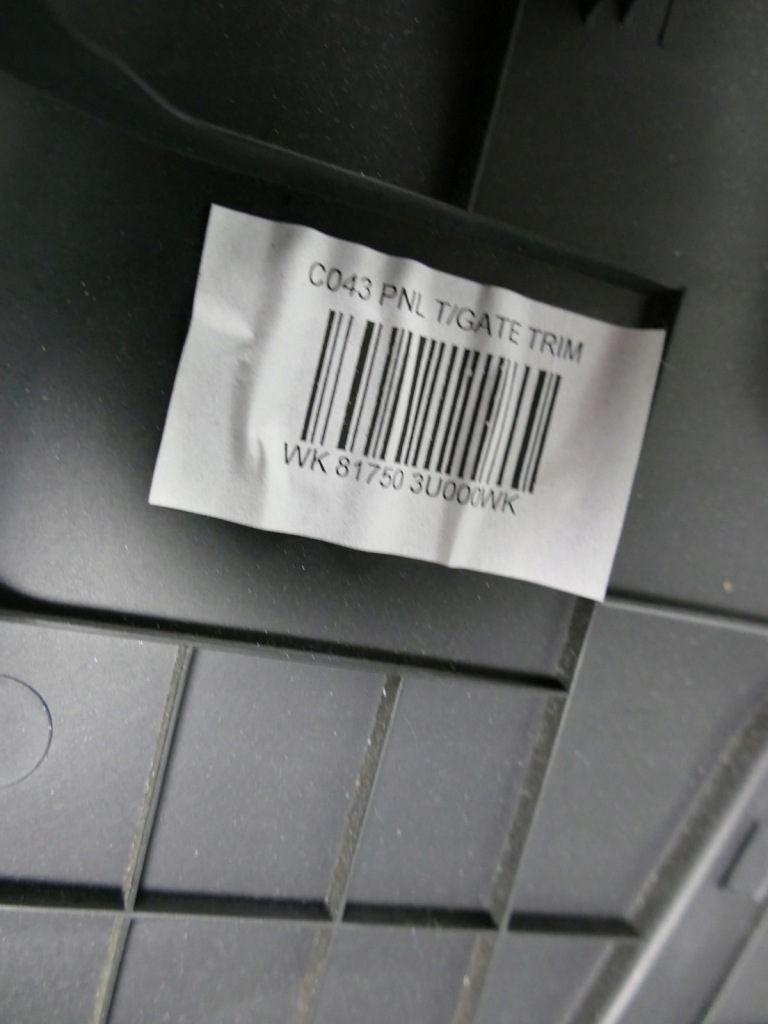 C043 PNL T/GATE TRIM
WK 81750 3U000WK